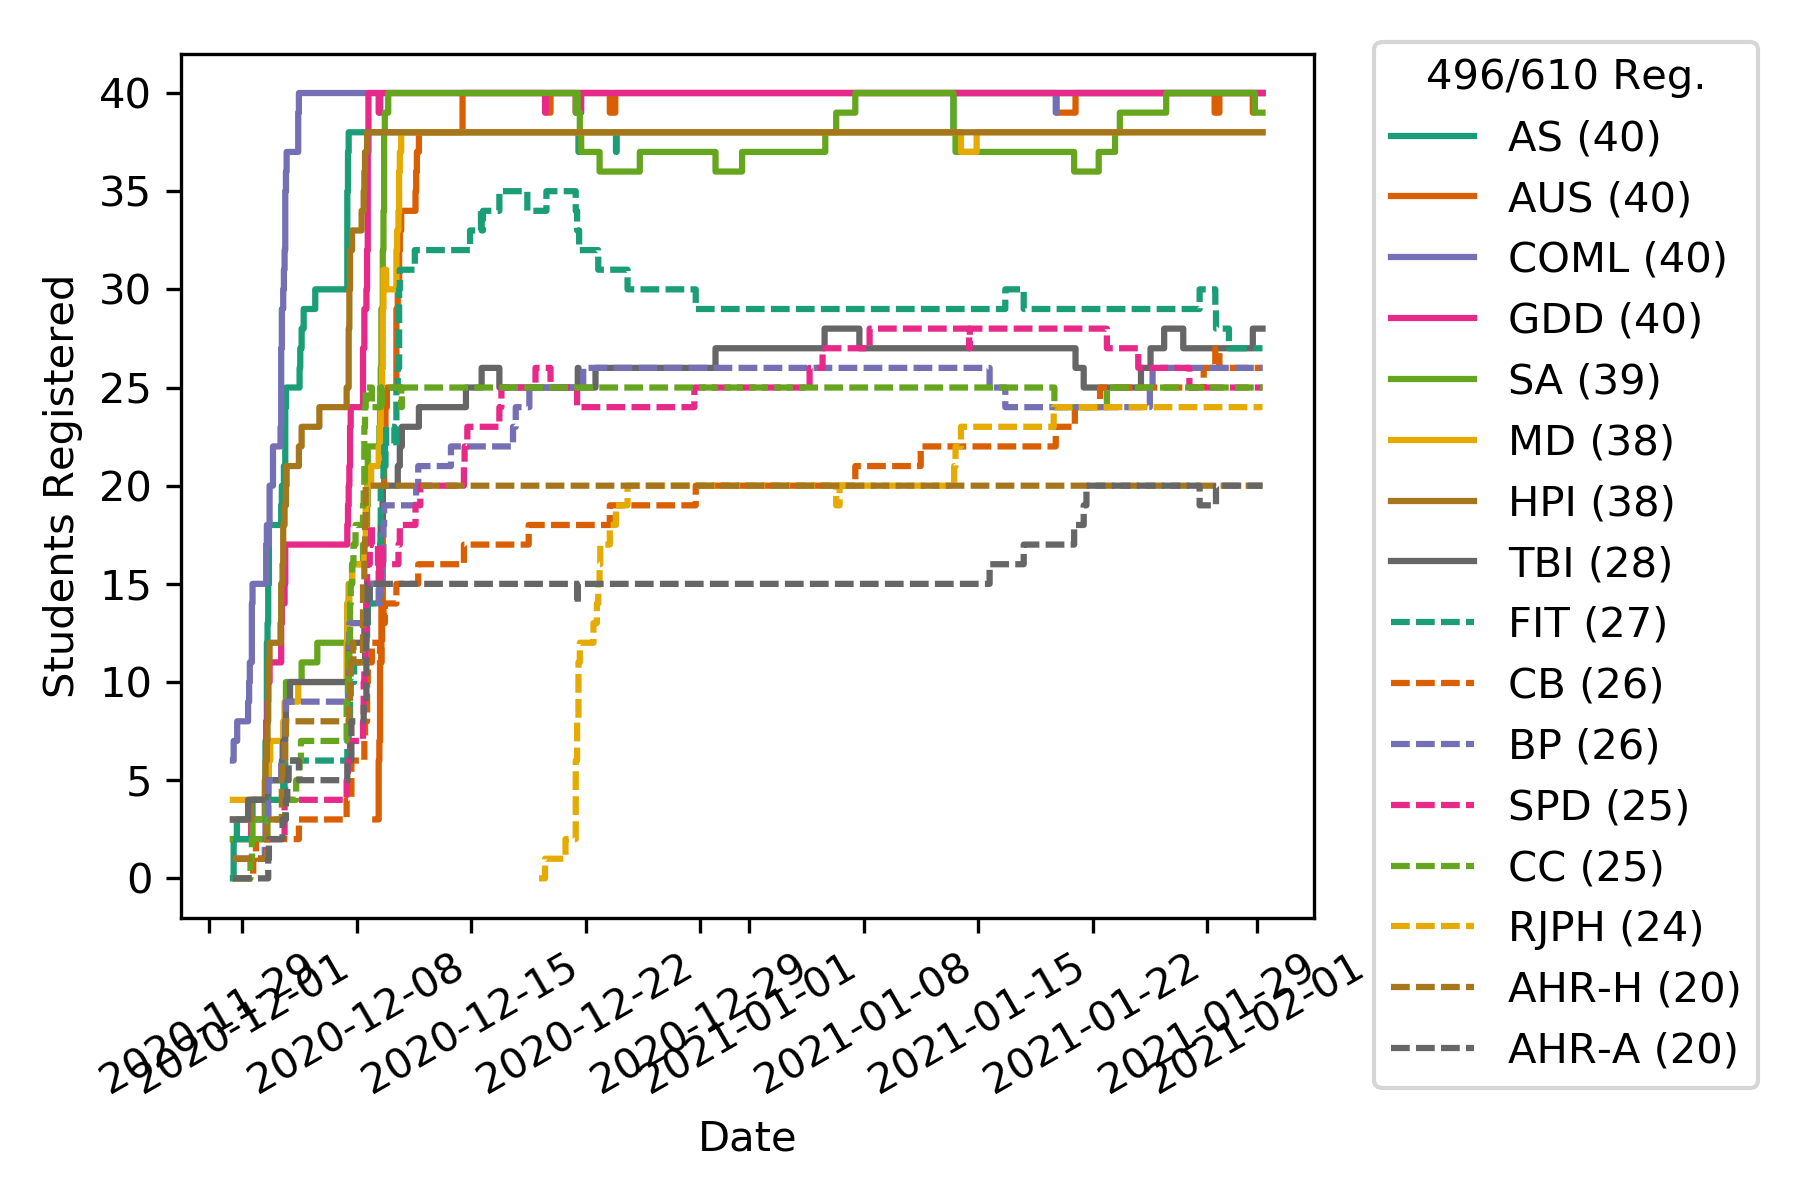 496/610 Reg.
AS (40)
AUS (40)
COML (40)
GDD (40)
SA (39)
MD (38)
HPI (38)
TBI (28)
FIT (27)
CB (26)
BP (26)
SPD (25)
CC (25)
RJPH (24)
AHR-H (20)
AHR-A (20)
Students Registered
40
35
30
25
20
15
10
5
0
2020-11-29
2020-12-01
2020-12-08
2020-12-15
2020-12-22
2020-12-29
2021-01-01
2021-01-08
2021-01-15
2021-01-22
2021-01-29
2021-02-01
Date